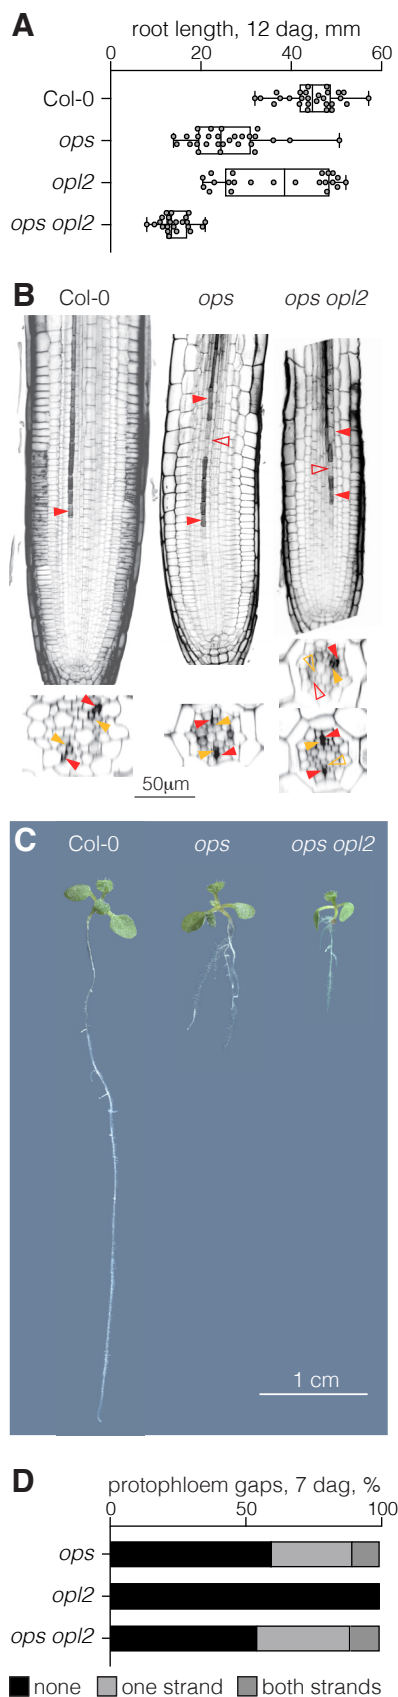 A
root length, 12 dag, mm
0 20 40 60
Col-0
ops
opl2
ops opl2
B
Col-0 ops ops opl2
50μm
C
Col-0 ops ops opl2
1 cm
D
protophloem gaps, 7 dag, %
0 50 100
ops
opl2
ops opl2
none one strand both strands